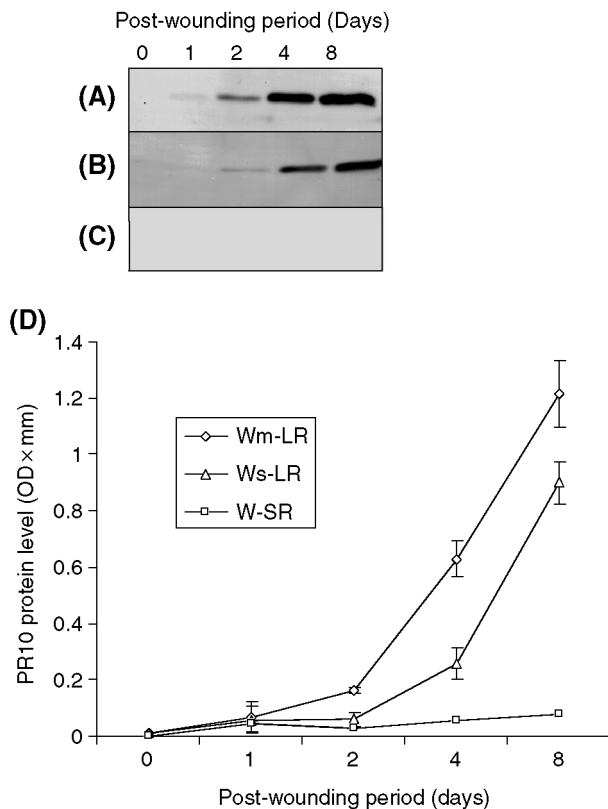 Post-wounding period (Days)
0 1 2 4 8
(A)
(B)
(C)
(D)
1.4
1.2
1
0.8
0.6
0.4
0.2
0
PR10 protein level (OD×mm)
Wm-LR
Ws-LR
W-SR
0 1 2 4 8
Post-wounding period (days)